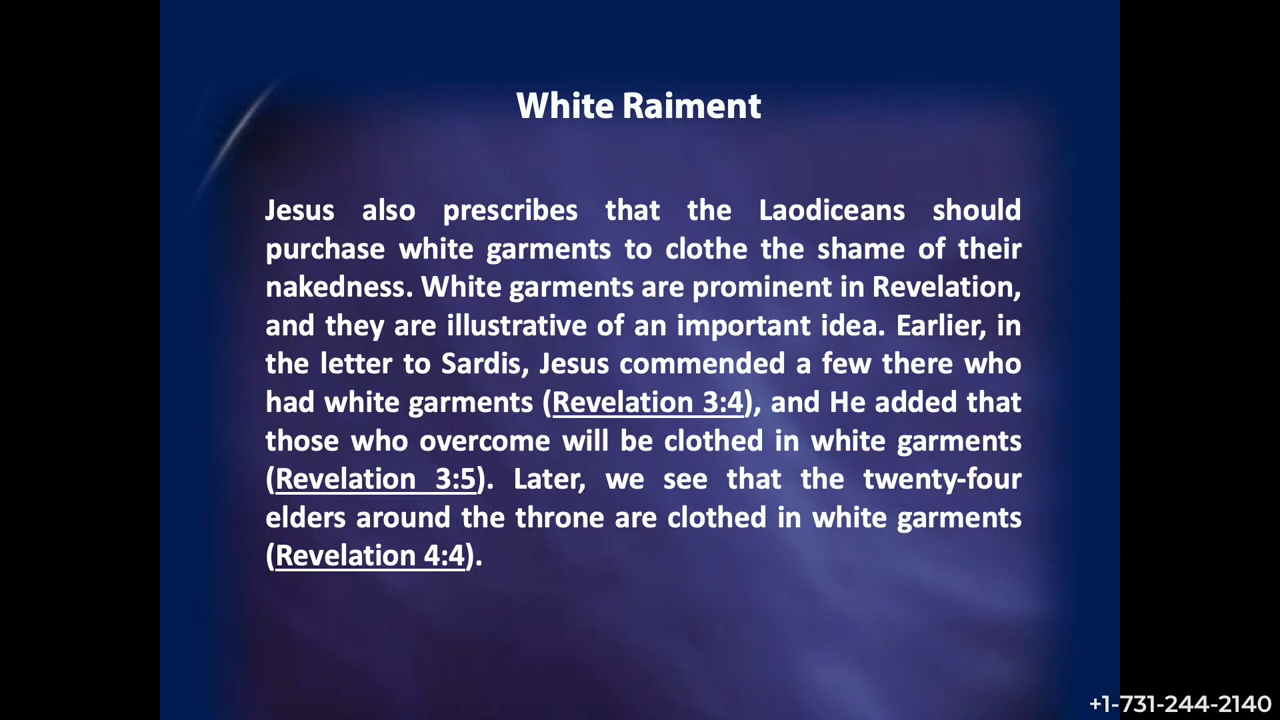 White Raiment
Jesus also prescribes that the Laodiceans should
purchase white garments to clothe the shame of their
nakedness. White garments are prominent in Revelation,
and they are illustrative of an important idea. Earlier, in
the letter to Sardis, Jesus commended a few there who
had white garments (Revelation 3:4), and He added that
those who overcome will be clothed in white garments
(Revelation 3:5). Later, we see that the twenty-four
elders around the throne are clothed in white garments
(Revelation 4:4).
+1-731-244-2140